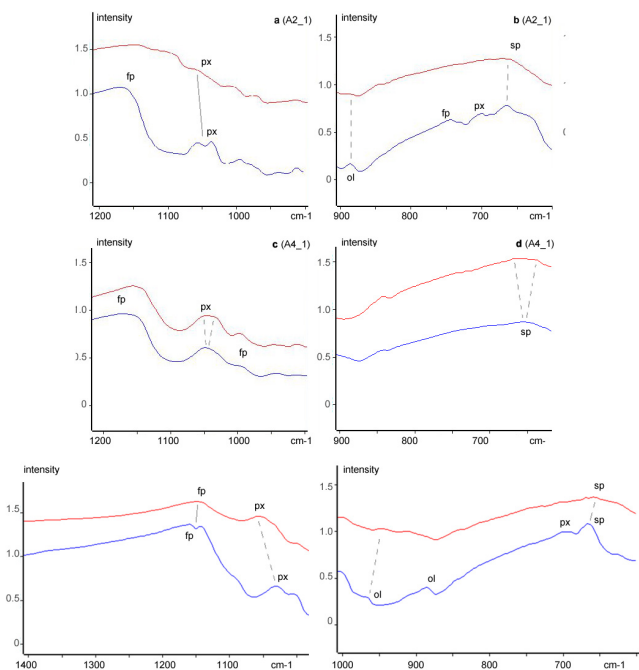 intensity
a (A2_1)
1.5
px
fp
1.0
0.5
px
0
1200 1100 1000 cm-1
intensity
b (A2_1)
1.5
sp
1.0
fp px
0.5
ol
0
900 800 700 cm-1
intensity
c (A4_1)
1.5
fp
px
1.0
1.5
fp
0
1200 1100 1000 cm-1
intensity
d (A4_1)
1.5
1.0
sp
0.5
0
900 800 700 cm-
intensity
1.5
fp
px
1.0
fp
px
0.5
0
1400 1300 1200 1100 cm-1
intensity
sp
1.5
px sp
1.0
ol
ol
0.5
0
1000 900 800 700 cm-1